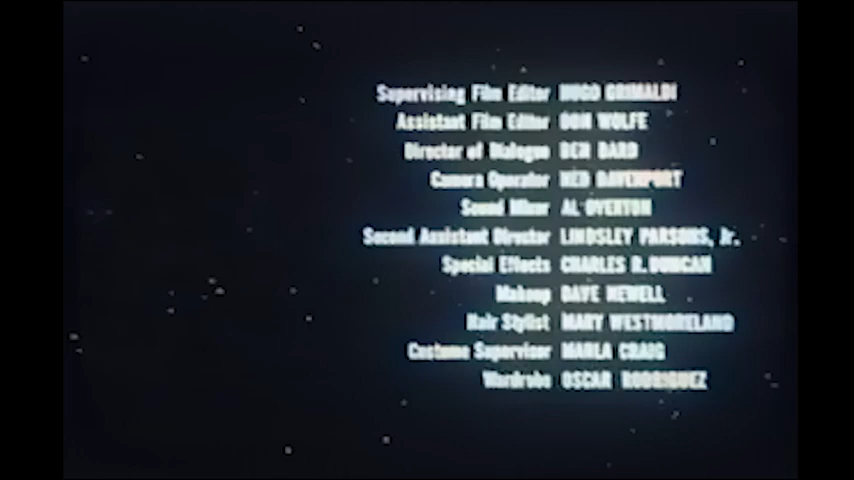 Supervising Film Editor HUGO GRIMALDI
Assistant Film Editor DON WOLFE
Director of Dialogue BEN BARD
Camera Operator NED DAVENPORT
Sound Mixer AL OVERTON
Second Assistant Director LINDSLEY PARSONS, Jr.
Special Effects CHARLES R. DUNCAN
Makeup DAVE NEWELL
Hair Stylist MARY WESTMORELAND
Costume Supervisor MARLA CRAIG
Wardrobe OSCAR RODRIGUEZ